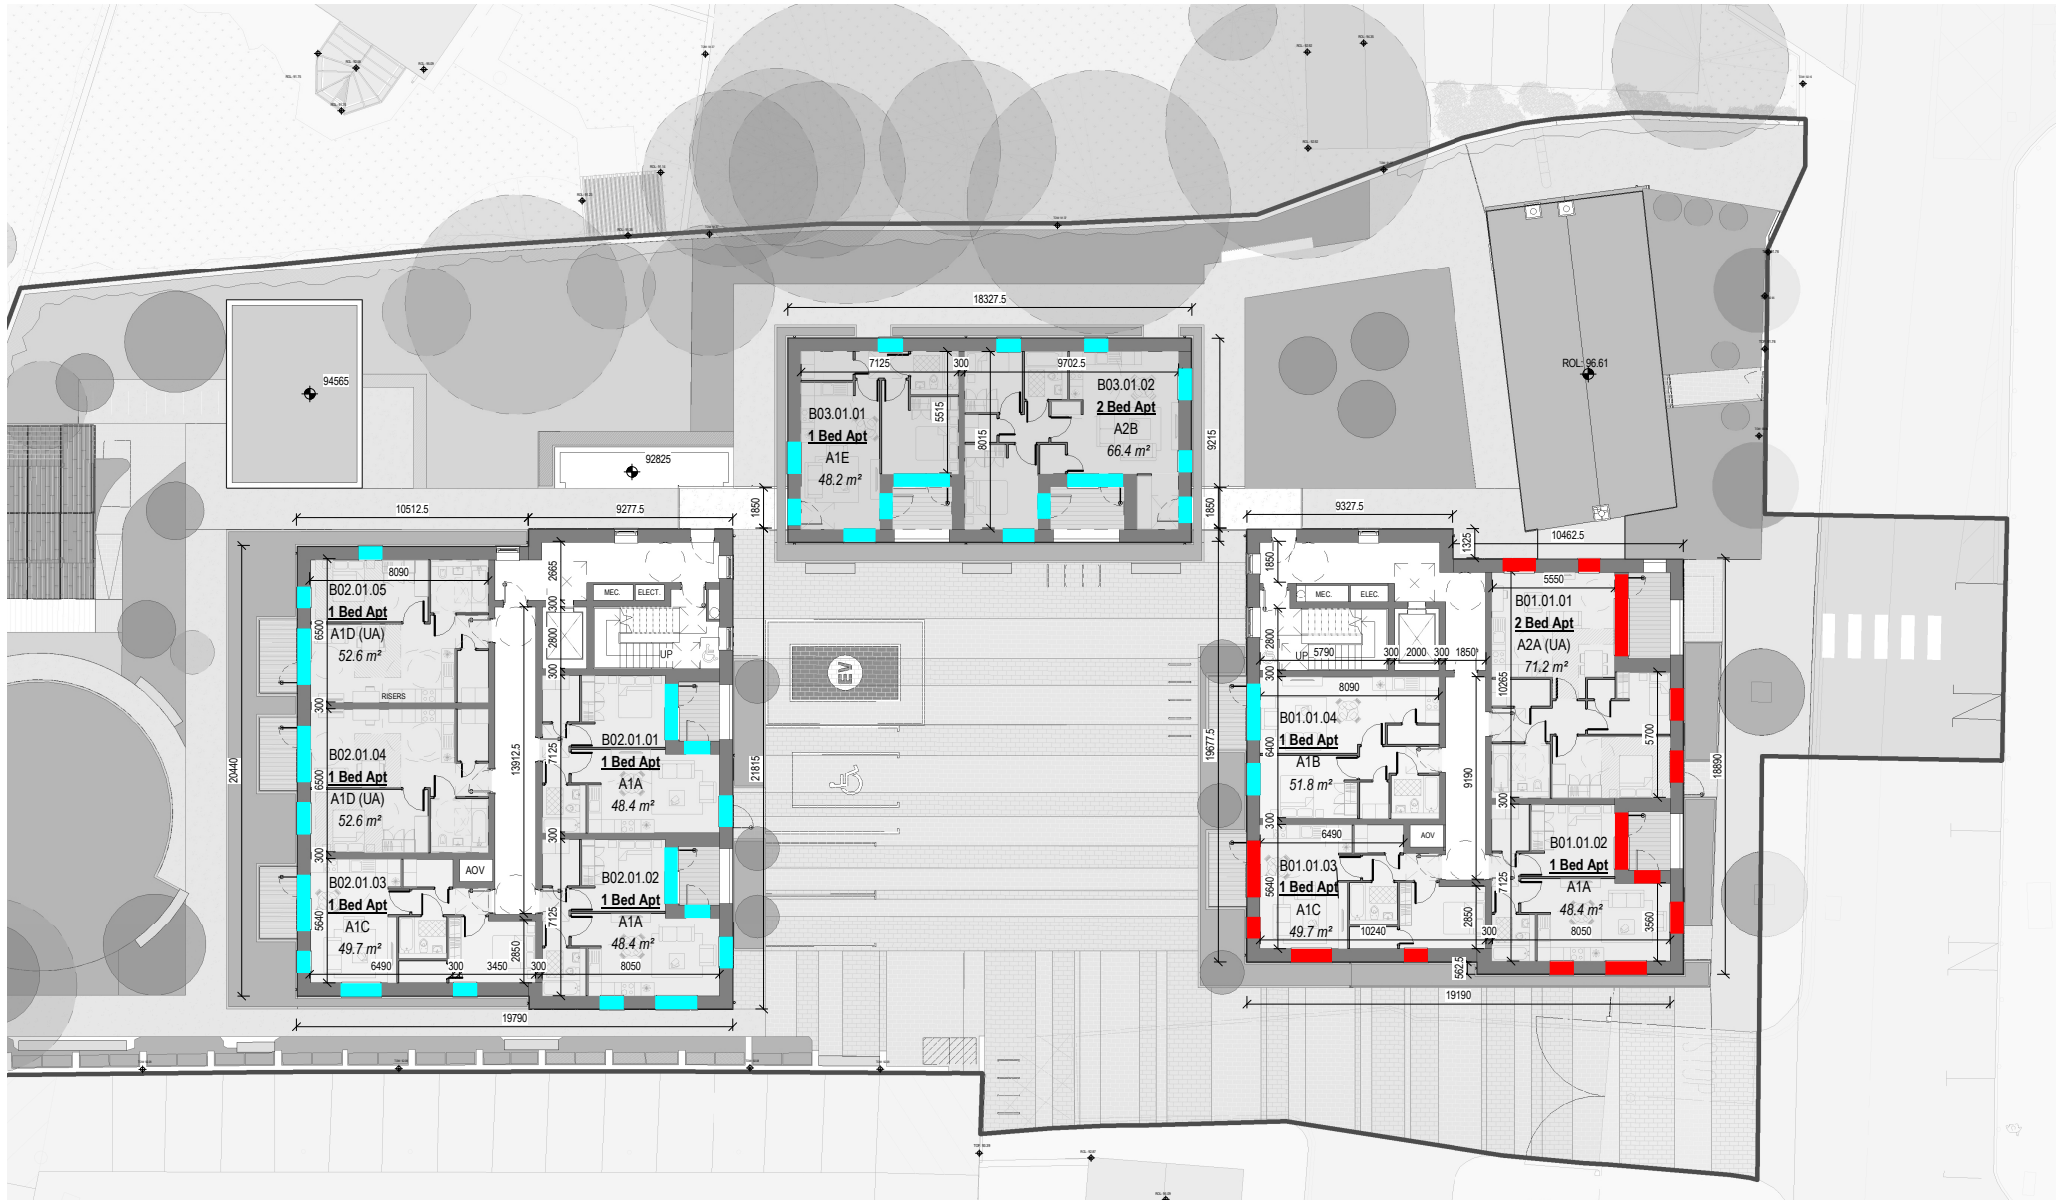 18327.5
7125
300
9702.5
B03.01.01
1 Bed Apt
A1E
48.2 m²
5515
8015
B03.01.02
2 Bed Apt
A2B
66.4 m²
9215
1850
1850
94565
92825
ROL: 96.61
10512.5
9277.5
8090
B02.01.05
1 Bed Apt
A1D (UA)
52.6 m²
6500
RISERS
300
B02.01.04
1 Bed Apt
A1D (UA)
52.6 m²
6500
300
B02.01.03
1 Bed Apt
A1C
49.7 m²
5640
AOV
6490
300
3450
300
8050
2850
20440
19790
13912.5
2665
300
2800
300
7125
300
7125
MEC.
ELECT.
UP
B02.01.01
1 Bed Apt
A1A
48.4 m²
B02.01.02
1 Bed Apt
A1A
48.4 m²
21815
EV
9327.5
1325
10462.5
1850
MEC.
ELEC.
2800
UP
5790
300
2000
300
1850
300
8090
B01.01.04
1 Bed Apt
A1B
51.8 m²
6400
300
6490
AOV
B01.01.03
1 Bed Apt
A1C
49.7 m²
5640
10240
300
8050
2850
19677.5
9190
5550
B01.01.01
2 Bed Apt
A2A (UA)
71.2 m²
10265
5700
300
B01.01.02
1 Bed Apt
A1A
48.4 m²
7125
3560
18890
562.5
19190